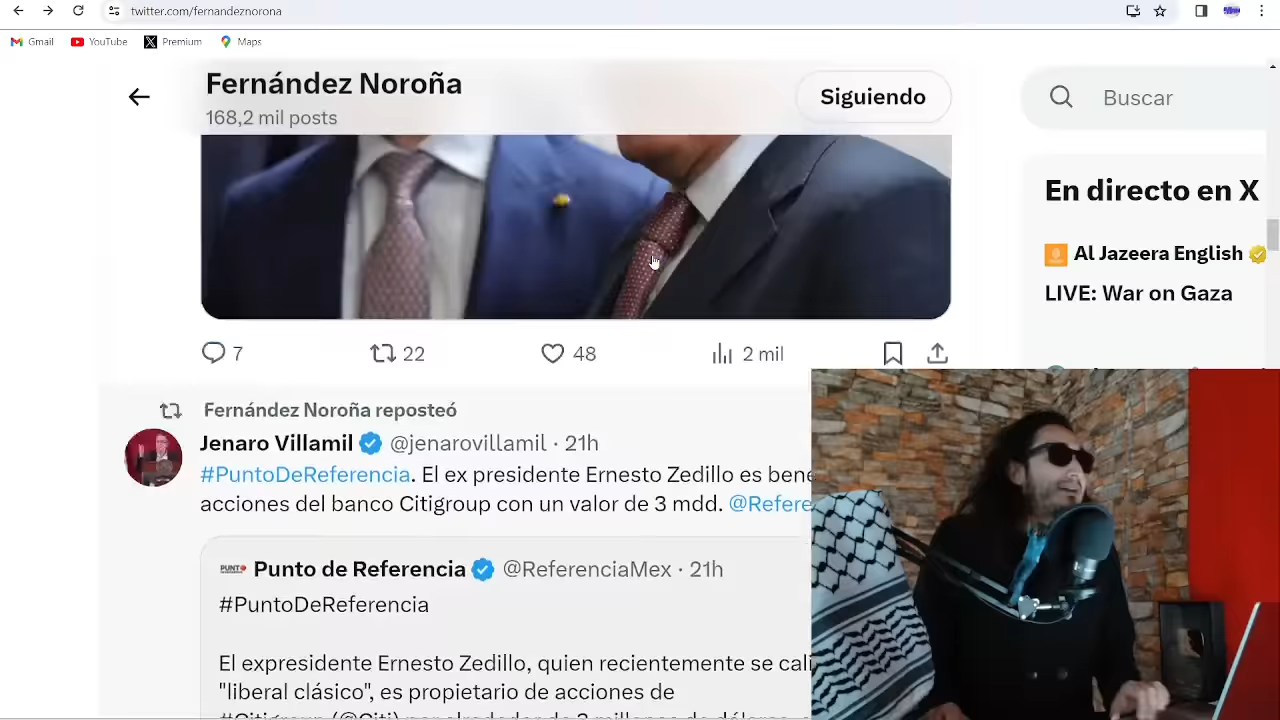 twitter.com/fernandeznorona
Gmail YouTube Premium Maps
Fernández Noroña
168,2 mil posts
Siguiendo
Buscar
En directo en X
Al Jazeera English
LIVE: War on Gaza
7 22 48 2 mil
Fernández Noroña reposteó
Jenaro Villamil @jenarovillamil · 21h
#PuntoDeReferencia. El ex presidente Ernesto Zedillo es
acciones del banco Citigroup con un valor de 3 mdd.
PUNTO Punto de Referencia @ReferenciaMex · 21h
#PuntoDeReferencia
El expresidente Ernesto Zedillo, quien recientemente se
"liberal clásico", es propietario de acciones de